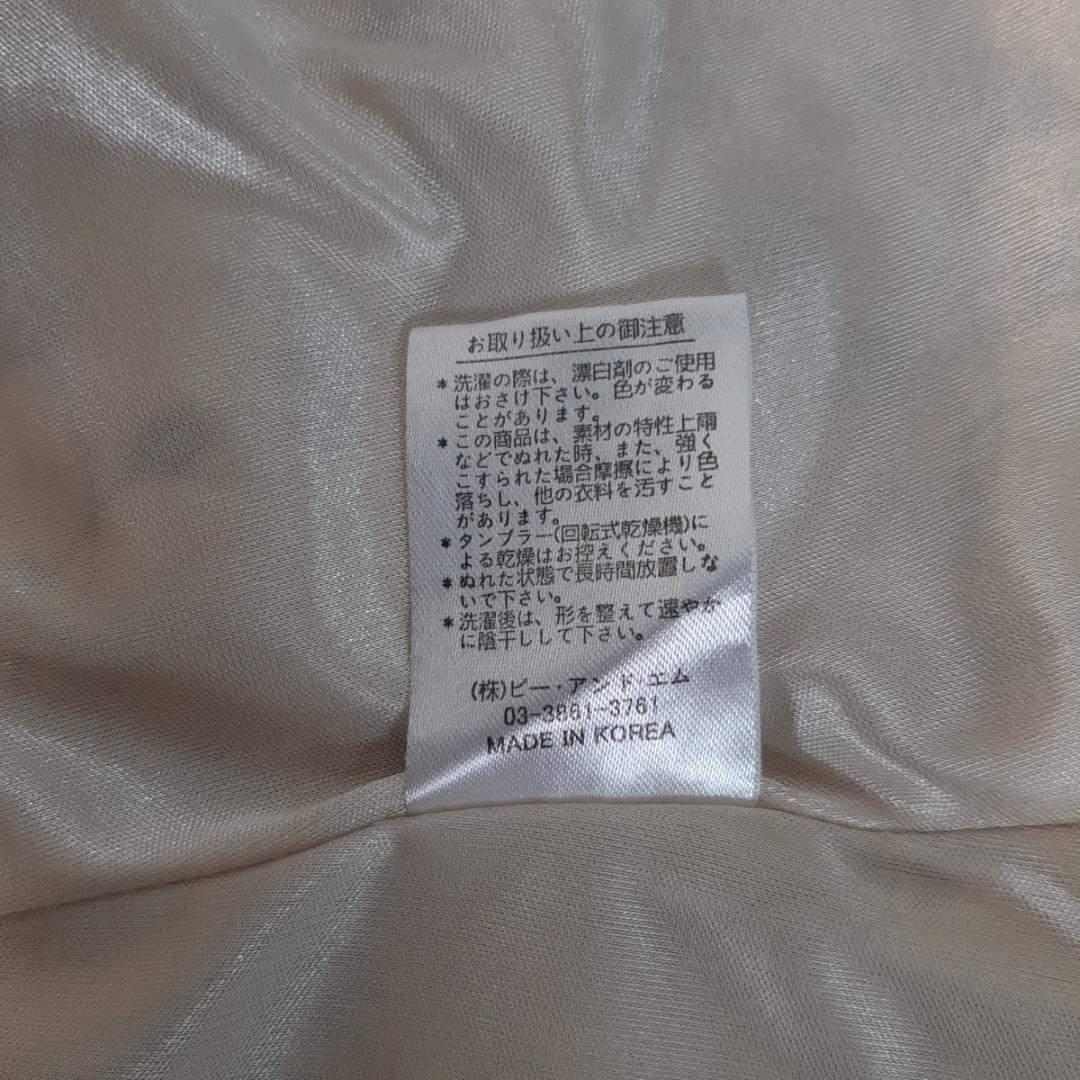 お取り扱い上の御注意
* 洗濯の際は、漂白剤のご使用
はおさけ下さい。色が変わる
ことがあります。
* この商品は、素材の特性上雨
などでぬれた時、また、強く
こすられた場合摩擦により色
落ちし、他の衣料を汚すこと
があります。
* タンブラー(回転式乾燥機)に
よる乾燥はお控えください。
* ぬれた状態で長時間放置しな
いで下さい。
* 洗濯後は、形を整えて速やか
に陰干しして下さい。
(株)ビー・アンド・エム
03-3861-3761
MADE IN KOREA